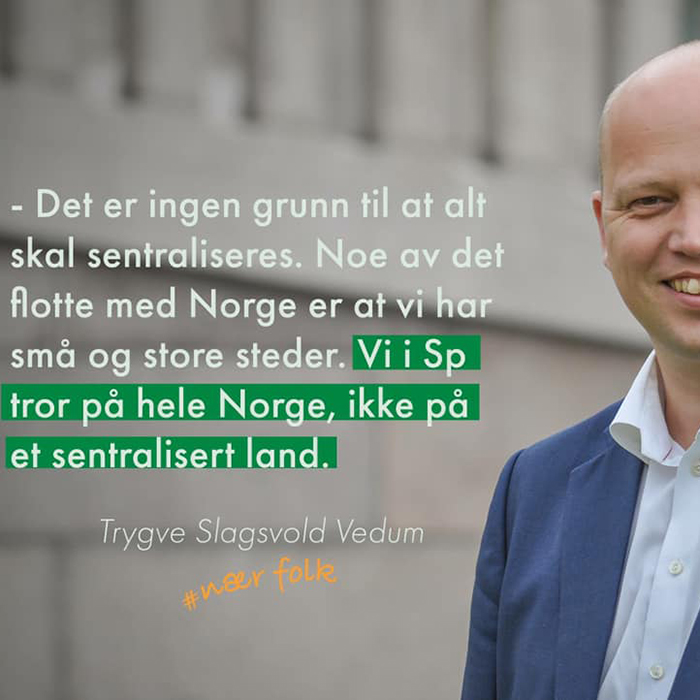 - Det er ingen grunn til at alt
skal sentraliseres. Noe av det
flotte med Norge er at vi har
små og store steder. Vi i Sp
tror på hele Norge, ikke på
et sentralisert land.
Trygve Slagsvold Vedum
#nær folk